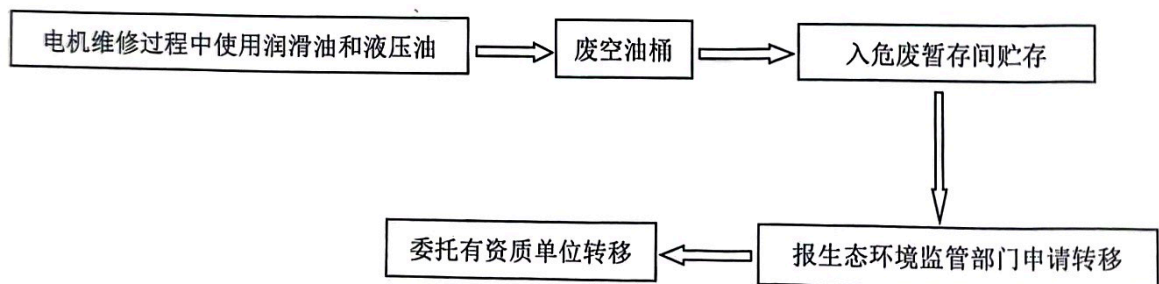 电机维修过程中使用润滑油和液压油
废空油桶
入危废暂存间贮存
报生态环境监管部门申请转移
委托有资质单位转移